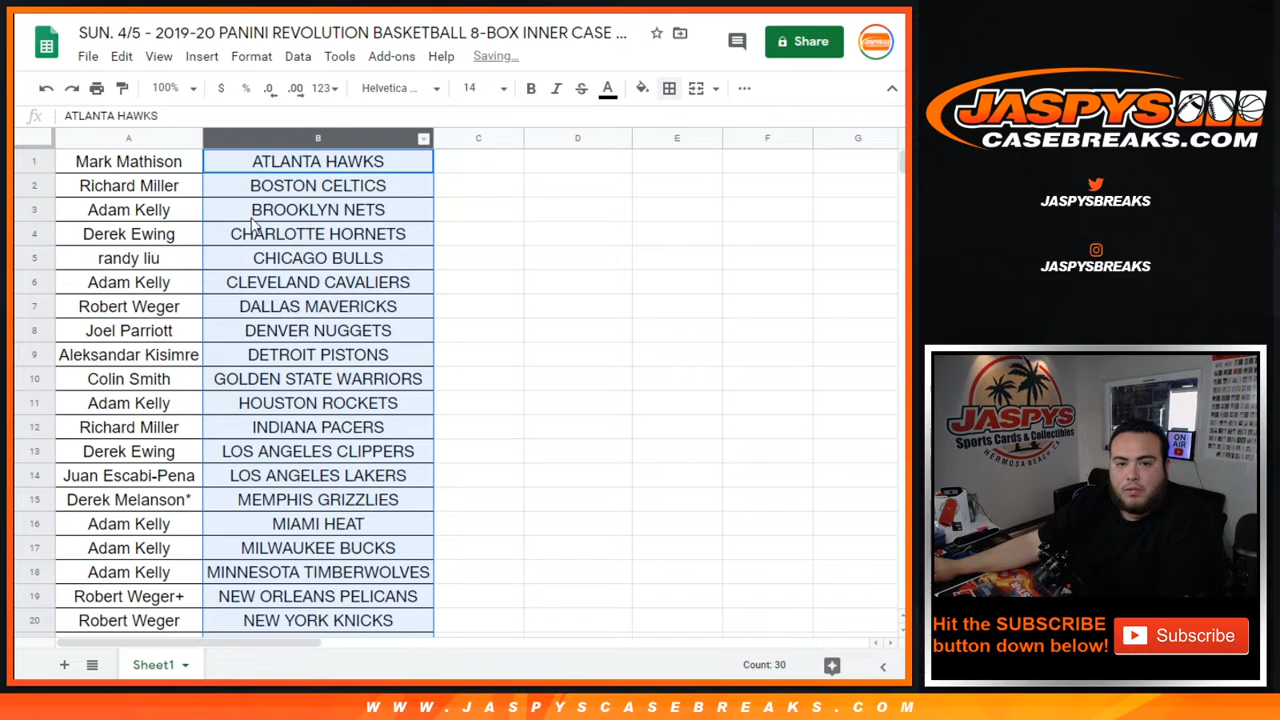 SUN. 4/5 - 2019-20 PANINI REVOLUTION BASKETBALL 8-BOX INNER CASE ...
File Edit View Insert Format Data Tools Add-ons Help Saving...
Share
100% $ % .0 .00 123 Helvetica ... 14 B I S A ...
fx ATLANTA HAWKS
A B C D E F G
1 Mark Mathison ATLANTA HAWKS
2 Richard Miller BOSTON CELTICS
3 Adam Kelly BROOKLYN NETS
4 Derek Ewing CHARLOTTE HORNETS
5 randy liu CHICAGO BULLS
6 Adam Kelly CLEVELAND CAVALIERS
7 Robert Weger DALLAS MAVERICKS
8 Joel Parriott DENVER NUGGETS
9 Aleksandar Kisimre DETROIT PISTONS
10 Colin Smith GOLDEN STATE WARRIORS
11 Adam Kelly HOUSTON ROCKETS
12 Richard Miller INDIANA PACERS
13 Derek Ewing LOS ANGELES CLIPPERS
14 Juan Escabi-Pena LOS ANGELES LAKERS
15 Derek Melanson* MEMPHIS GRIZZLIES
16 Adam Kelly MIAMI HEAT
17 Adam Kelly MILWAUKEE BUCKS
18 Adam Kelly MINNESOTA TIMBERWOLVES
19 Robert Weger+ NEW ORLEANS PELICANS
20 Robert Weger NEW YORK KNICKS
Sheet1
Count: 30
JASPYS
CASEBREAKS.COM
JASPYSBREAKS
JASPYSBREAKS
JASPYS
Sports Cards & Collectibles
HERMOSA BEACH CA
ON AIR
Hit the SUBSCRIBE
button down below!
Subscribe
WWW.JASPYSCASEBREAKS.COM